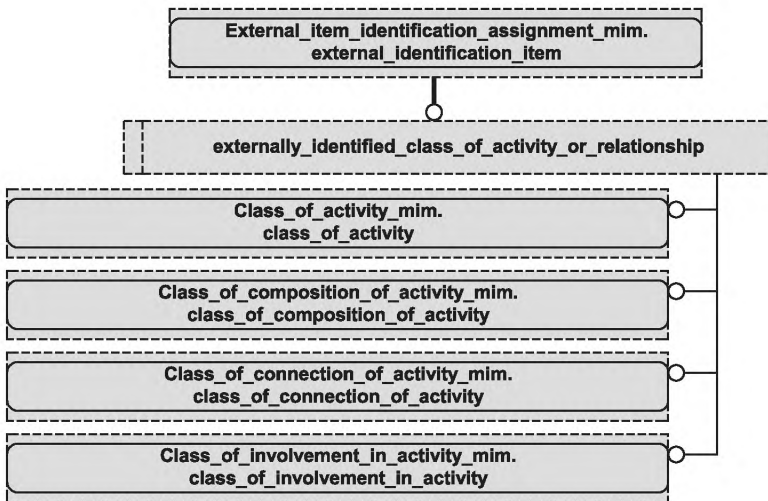 External_item_identification_assignment_mim.
external_identification_item
externally_identified_class_of_activity_or_relationship
Class_of_activity_mim.
class_of_activity
Class_of_composition_of_activity_mim.
class_of_composition_of_activity
Class_of_connection_of_activity_mim.
class_of_connection_of_activity
Class_of_involvement_in_activity_mim.
class_of_involvement_in_activity